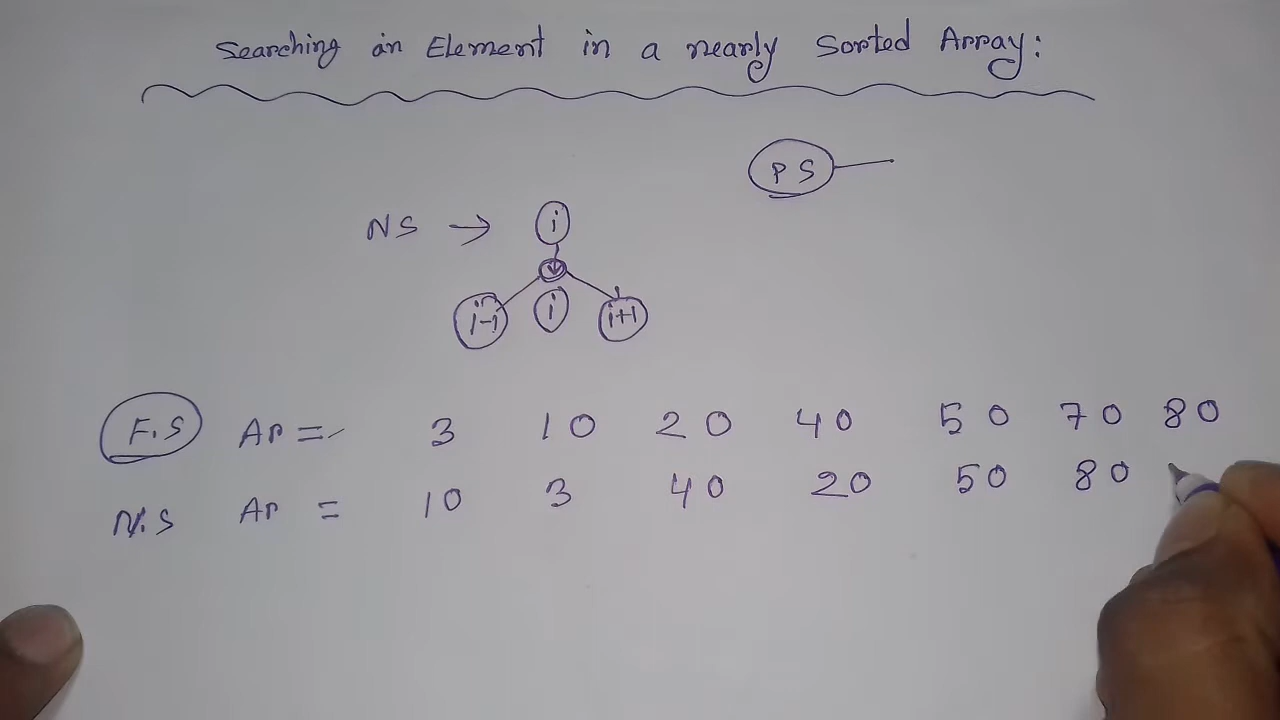 Searching an Element in a nearly Sorted Array:
PS
NS → i
i-1 i i+1
F.S Ar = 3 10 20 40 50 70 80
N.S Ar = 10 3 40 20 50 80